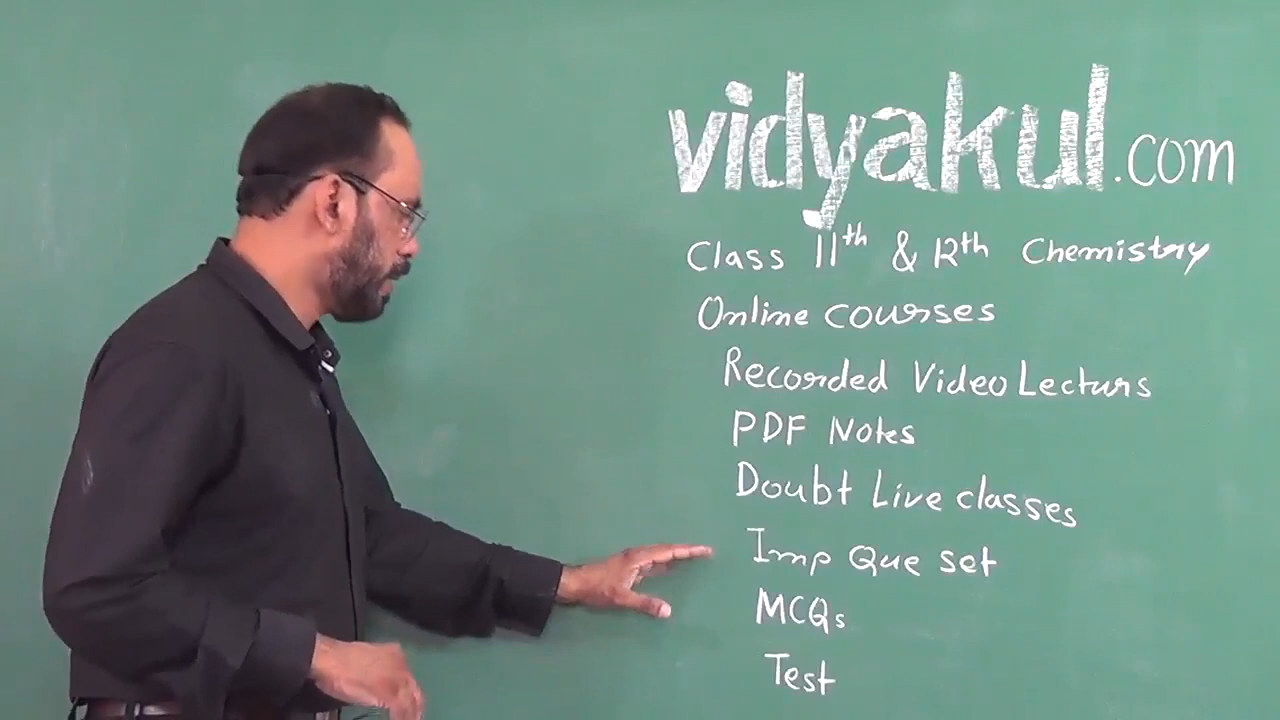 vidyakul.com
Class 11th & 12th Chemistry
Online courses
Recorded Video Lecturs
PDF Notes
Doubt Live classes
Imp Que set
MCQs
Test